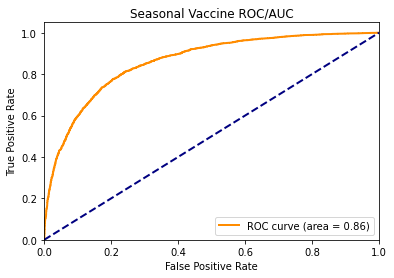 Seasonal Vaccine ROC/AUC
True Positive Rate
1.0
0.8
0.6
0.4
0.2
0.0
ROC curve (area = 0.86)
0.0 0.2 0.4 0.6 0.8 1.0
False Positive Rate